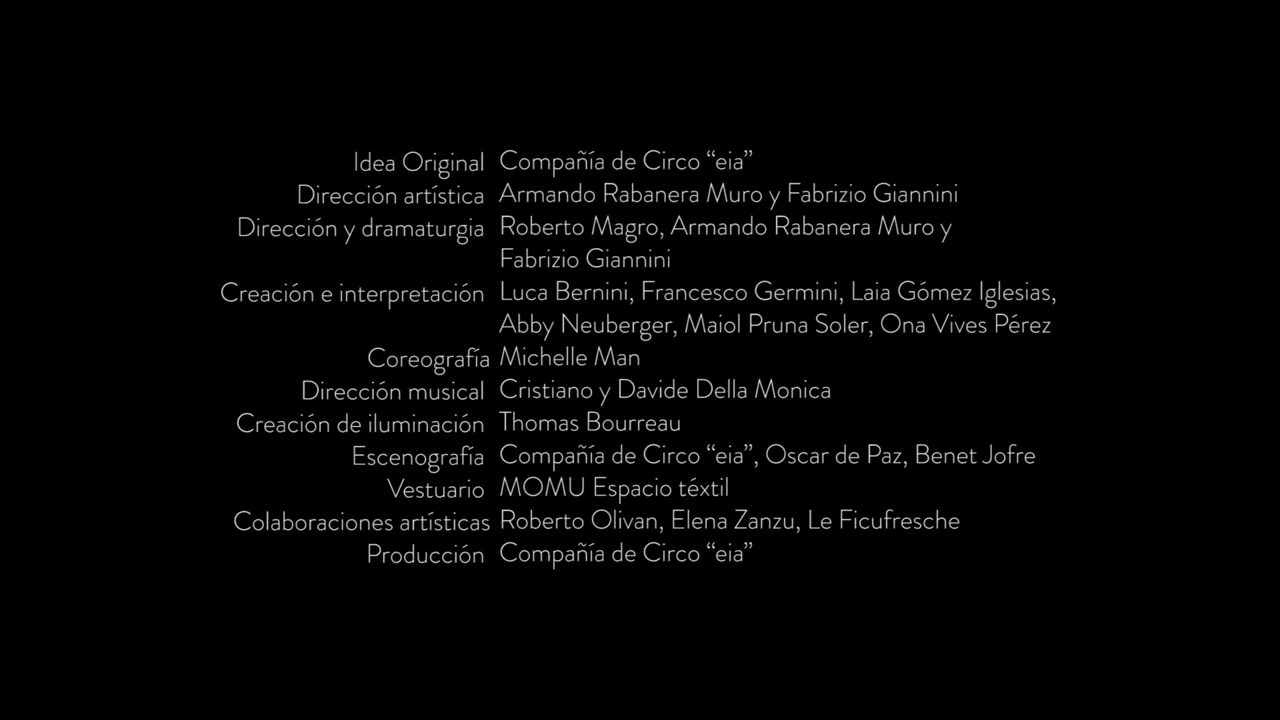 Idea Original Compañía de Circo “eia”
Dirección artística Armando Rabanera Muro y Fabrizio Giannini
Dirección y dramaturgia Roberto Magro, Armando Rabanera Muro y
Fabrizio Giannini
Creación e interpretación Luca Bernini, Francesco Germini, Laia Gómez Iglesias,
Abby Neuberger, Maiol Pruna Soler, Ona Vives Pérez
Coreografía Michelle Man
Dirección musical Cristiano y Davide Della Monica
Creación de iluminación Thomas Bourreau
Escenografía Compañía de Circo “eia”, Oscar de Paz, Benet Jofre
Vestuario MOMU Espacio téxtil
Colaboraciones artísticas Roberto Olivan, Elena Zanzu, Le Ficufresche
Producción Compañía de Circo “eia”